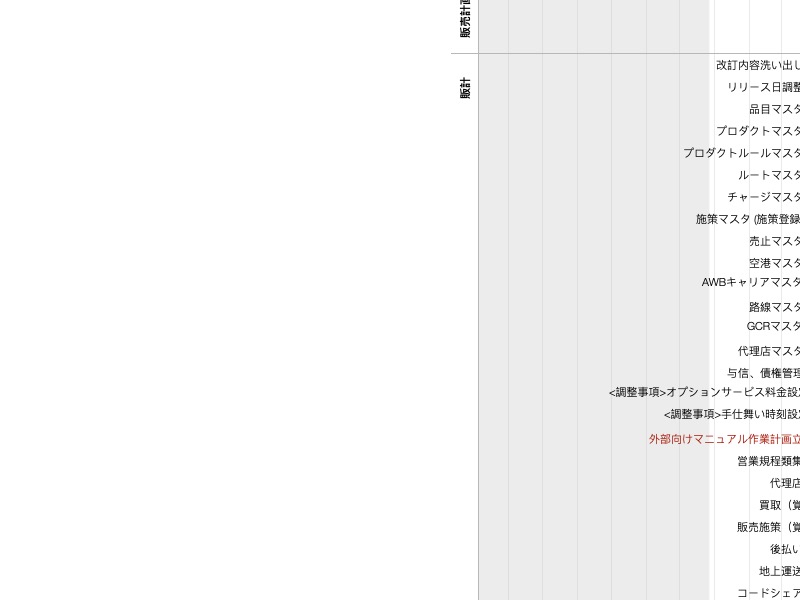 販売計
改訂内容洗い出し
販計
リリース日調整
品目マスタ
プロダクトマスタ
プロダクトルールマスタ
ルートマスタ
チャージマスタ
施策マスタ (施策登録
売止マスタ
空港マスタ
AWBキャリアマスタ
路線マスタ
GCRマスタ
代理店マスタ
与信、債権管理
<調整事項>オプションサービス料金設
<調整事項>手仕舞い時刻設
外部向けマニュアル作業計画立
営業規程類集
代理店
買取（覚
販売施策（覚
後払い
地上運送
コードシェア